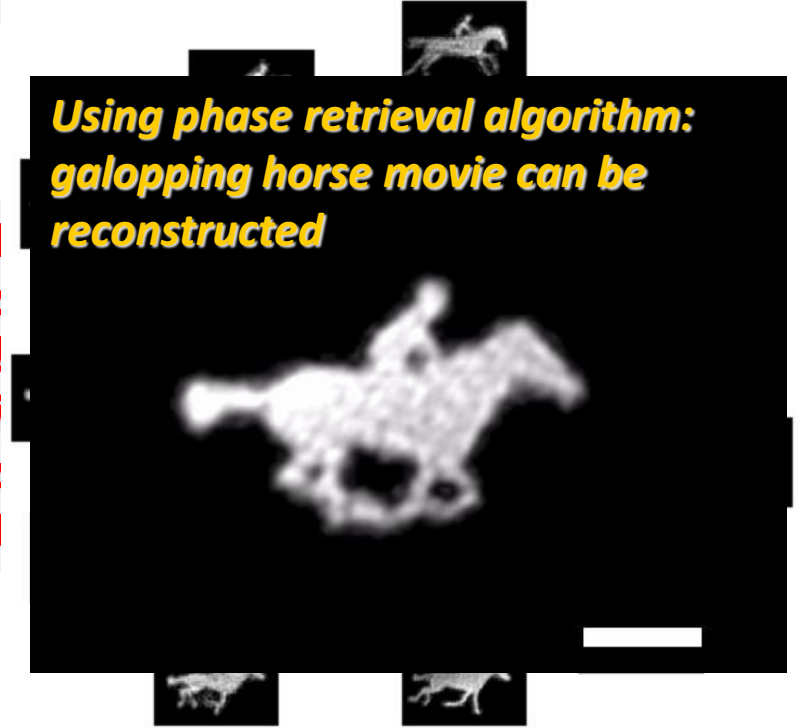 Using phase retrieval algorithm:
galopping horse movie can be
reconstructed